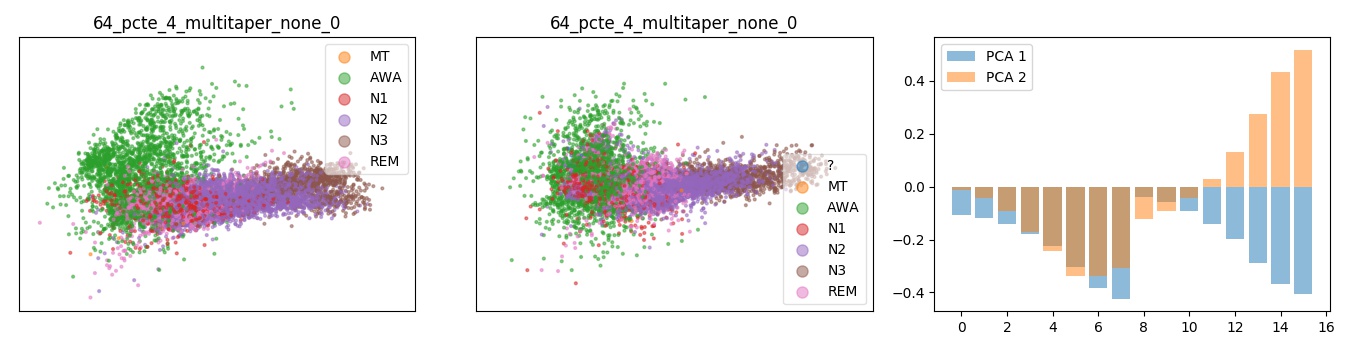 64_pcte_4_multitaper_none_0
MT
AWA
N1
N2
N3
REM
64_pcte_4_multitaper_none_0
?
MT
AWA
N1
N2
N3
REM
PCA 1
PCA 2
0.4
0.2
0.0
−0.2
−0.4
0 2 4 6 8 10 12 14 16